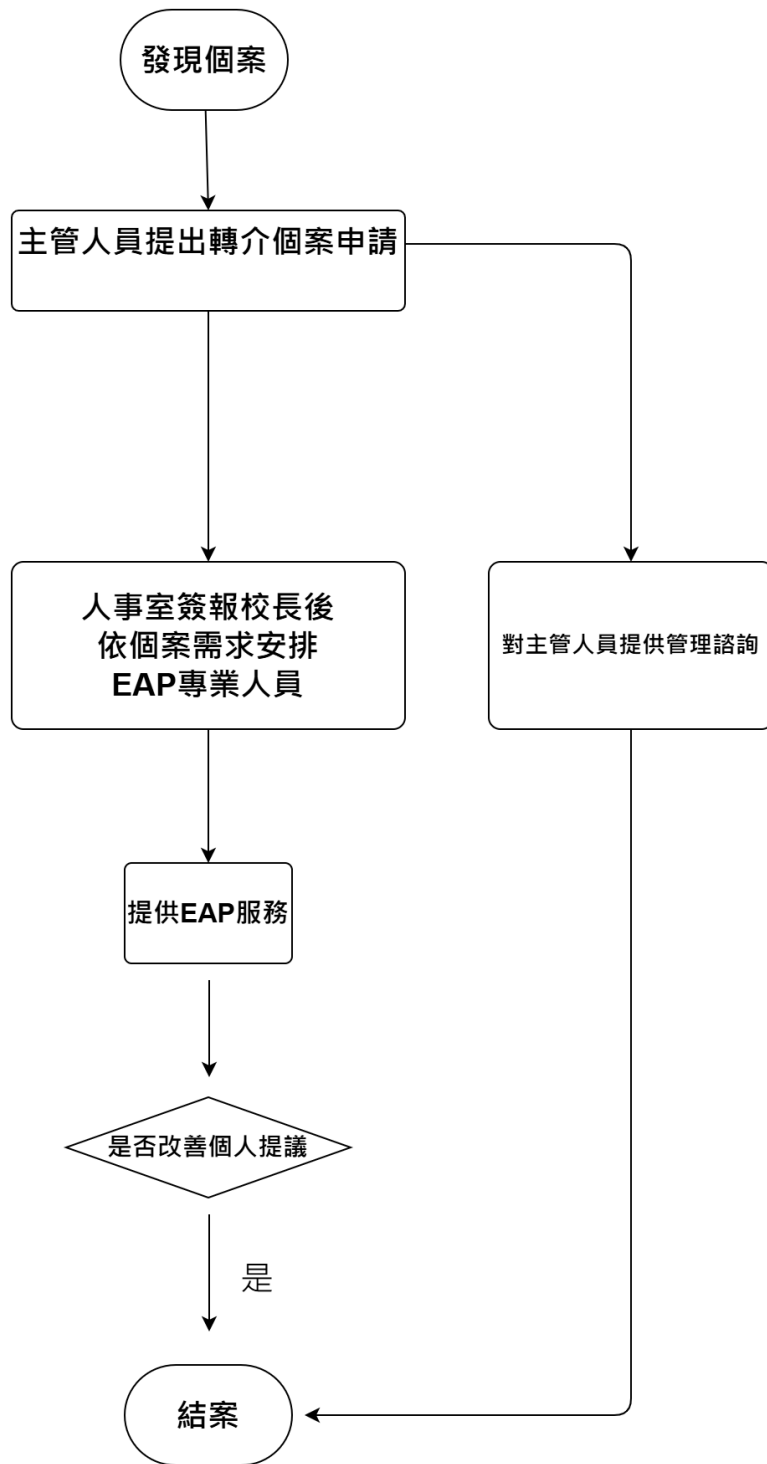 發現個案
主管人員提出轉介個案申請
人事室簽報校長後
依個案需求安排
EAP專業人員
對主管人員提供管理諮詢
提供EAP服務
是否改善個人提議
是
結案